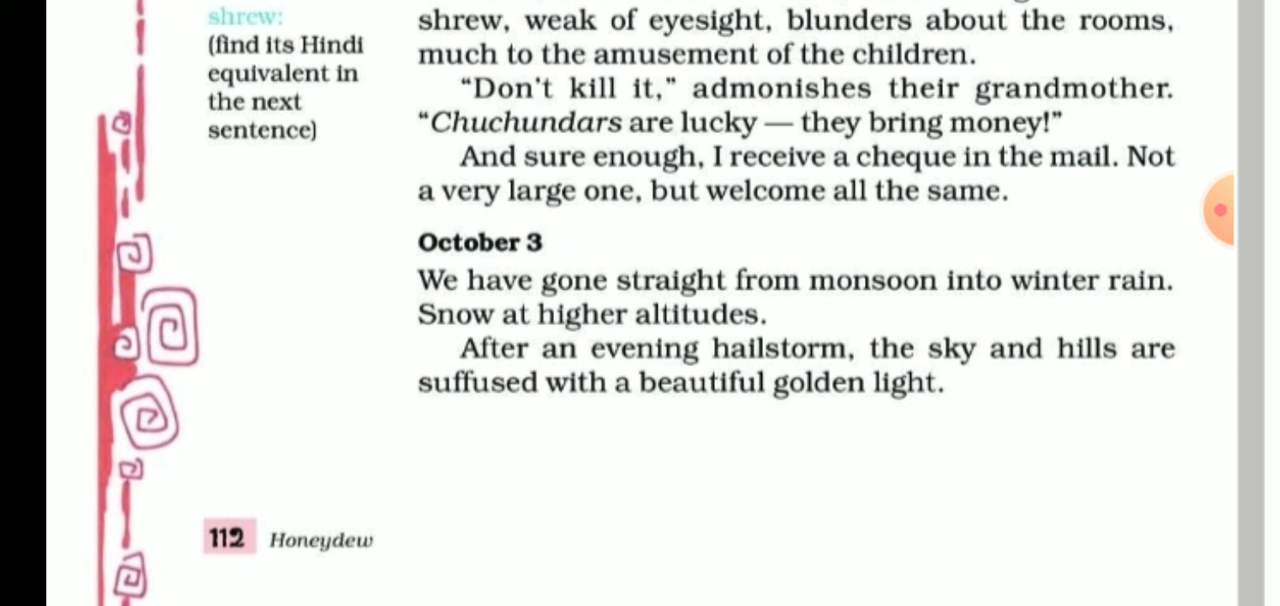 shrew:
(find its Hindi
equivalent in
the next
sentence)
shrew, weak of eyesight, blunders about the rooms,
much to the amusement of the children.
“Don’t kill it,” admonishes their grandmother.
“Chuchundars are lucky — they bring money!”
And sure enough, I receive a cheque in the mail. Not
a very large one, but welcome all the same.
October 3
We have gone straight from monsoon into winter rain.
Snow at higher altitudes.
After an evening hailstorm, the sky and hills are
suffused with a beautiful golden light.
112 Honeydew